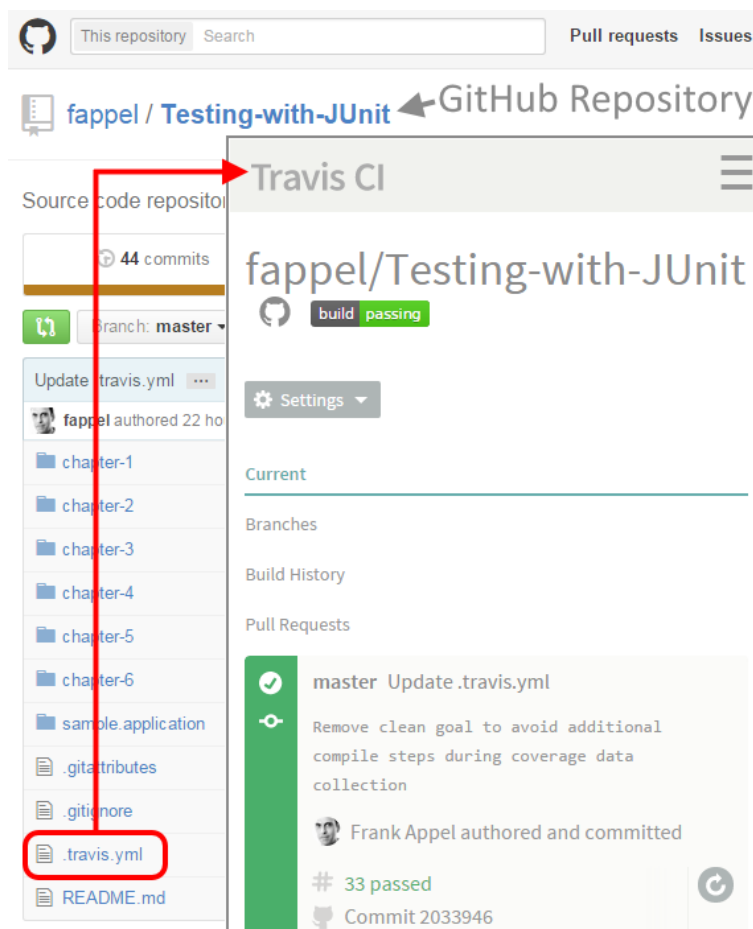 This repository Search Pull requests Issues
fappel / Testing-with-JUnit
GitHub Repository
Source code reposito
44 commits
Branch: master
Update .travis.yml ...
fappel authored 22 ho
chapter-1
chapter-2
chapter-3
chapter-4
chapter-5
chapter-6
sample.application
.gitattributes
.gitignore
.travis.yml
README.md
Travis CI
fappel/Testing-with-JUnit
build passing
Settings
Current
Branches
Build History
Pull Requests
master Update .travis.yml
Remove clean goal to avoid additional
compile steps during coverage data
collection
Frank Appel authored and committed
# 33 passed
Commit 2033946